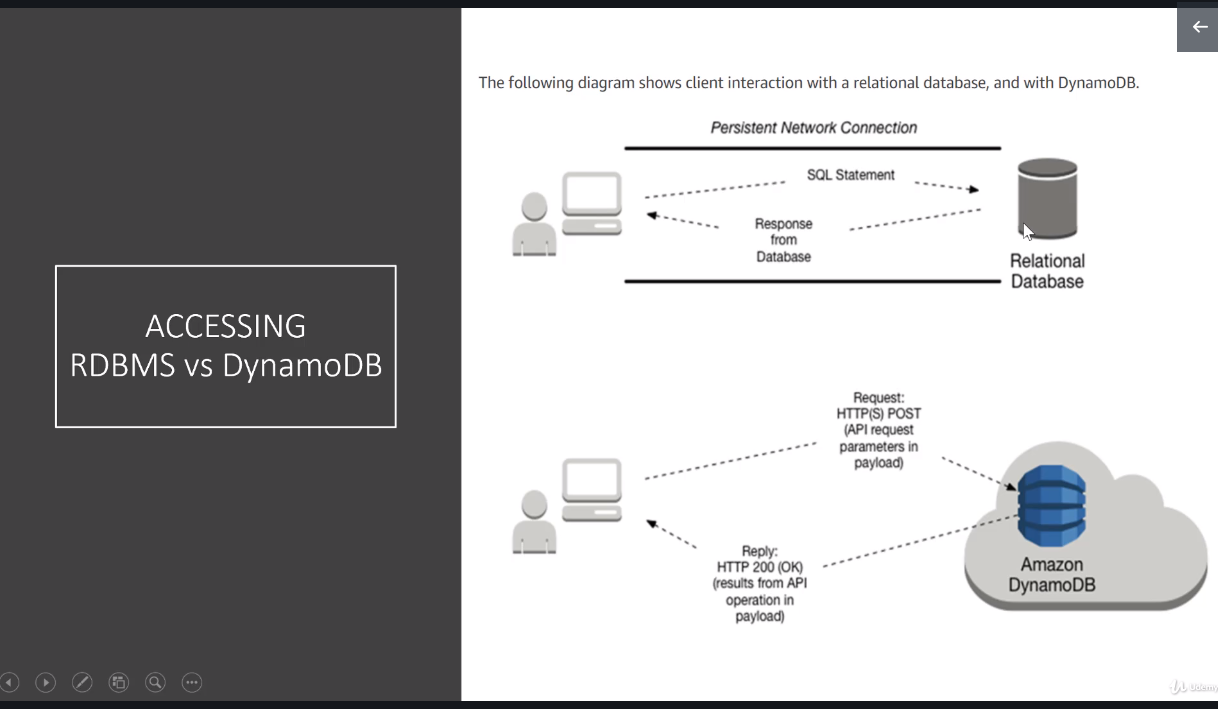 ACCESSING
RDBMS vs DynamoDB
The following diagram shows client interaction with a relational database, and with DynamoDB.
Persistent Network Connection
SQL Statement
Response
from
Database
Relational
Database
Request:
HTTP(S) POST
(API request
parameters in
payload)
Reply:
HTTP 200 (OK)
(results from API
operation in
payload)
Amazon
DynamoDB
Udemy